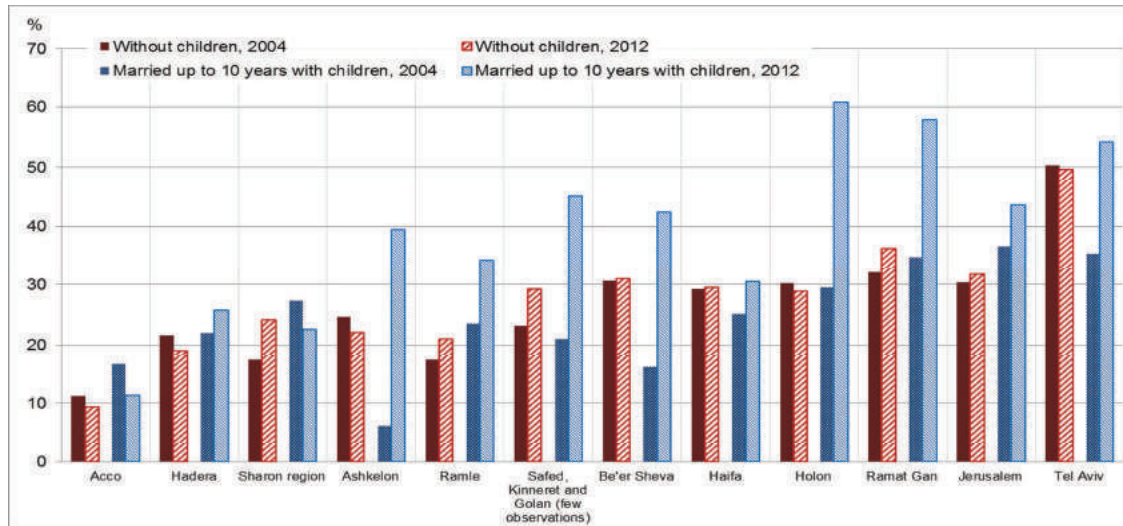 %
Without children, 2004 Without children, 2012
Married up to 10 years with children, 2004 Married up to 10 years with children, 2012
70
60
50
40
30
20
10
0
Acco Hadera Sharon region Ashkelon Ramle Safed, Be'er Sheva Haifa Holon Ramat Gan Jerusalem Tel Aviv
Kinneret and
Golan (few
observations)